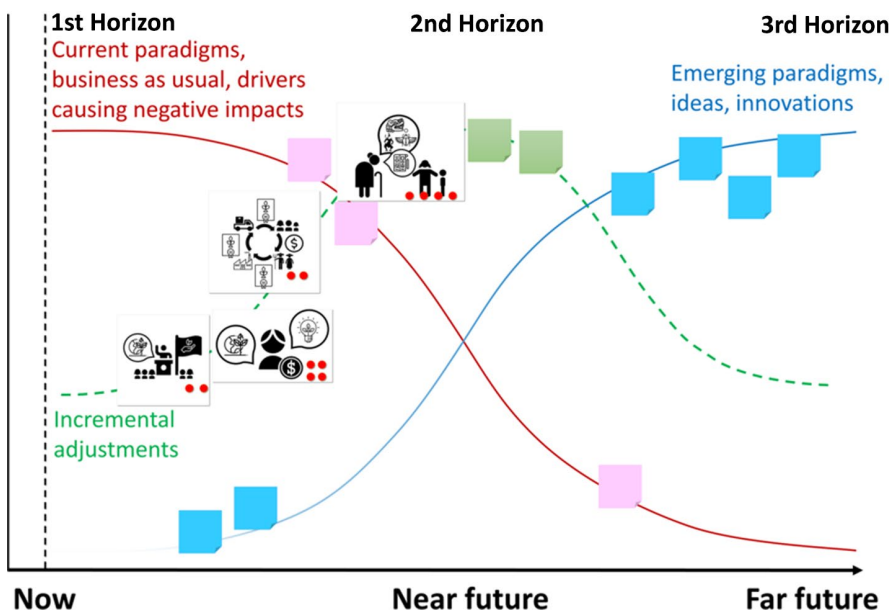 1st Horizon
2nd Horizon
3rd Horizon
Current paradigms,
business as usual, drivers
causing negative impacts
Emerging paradigms,
ideas, innovations
$
$
Incremental
adjustments
Now
Near future
Far future